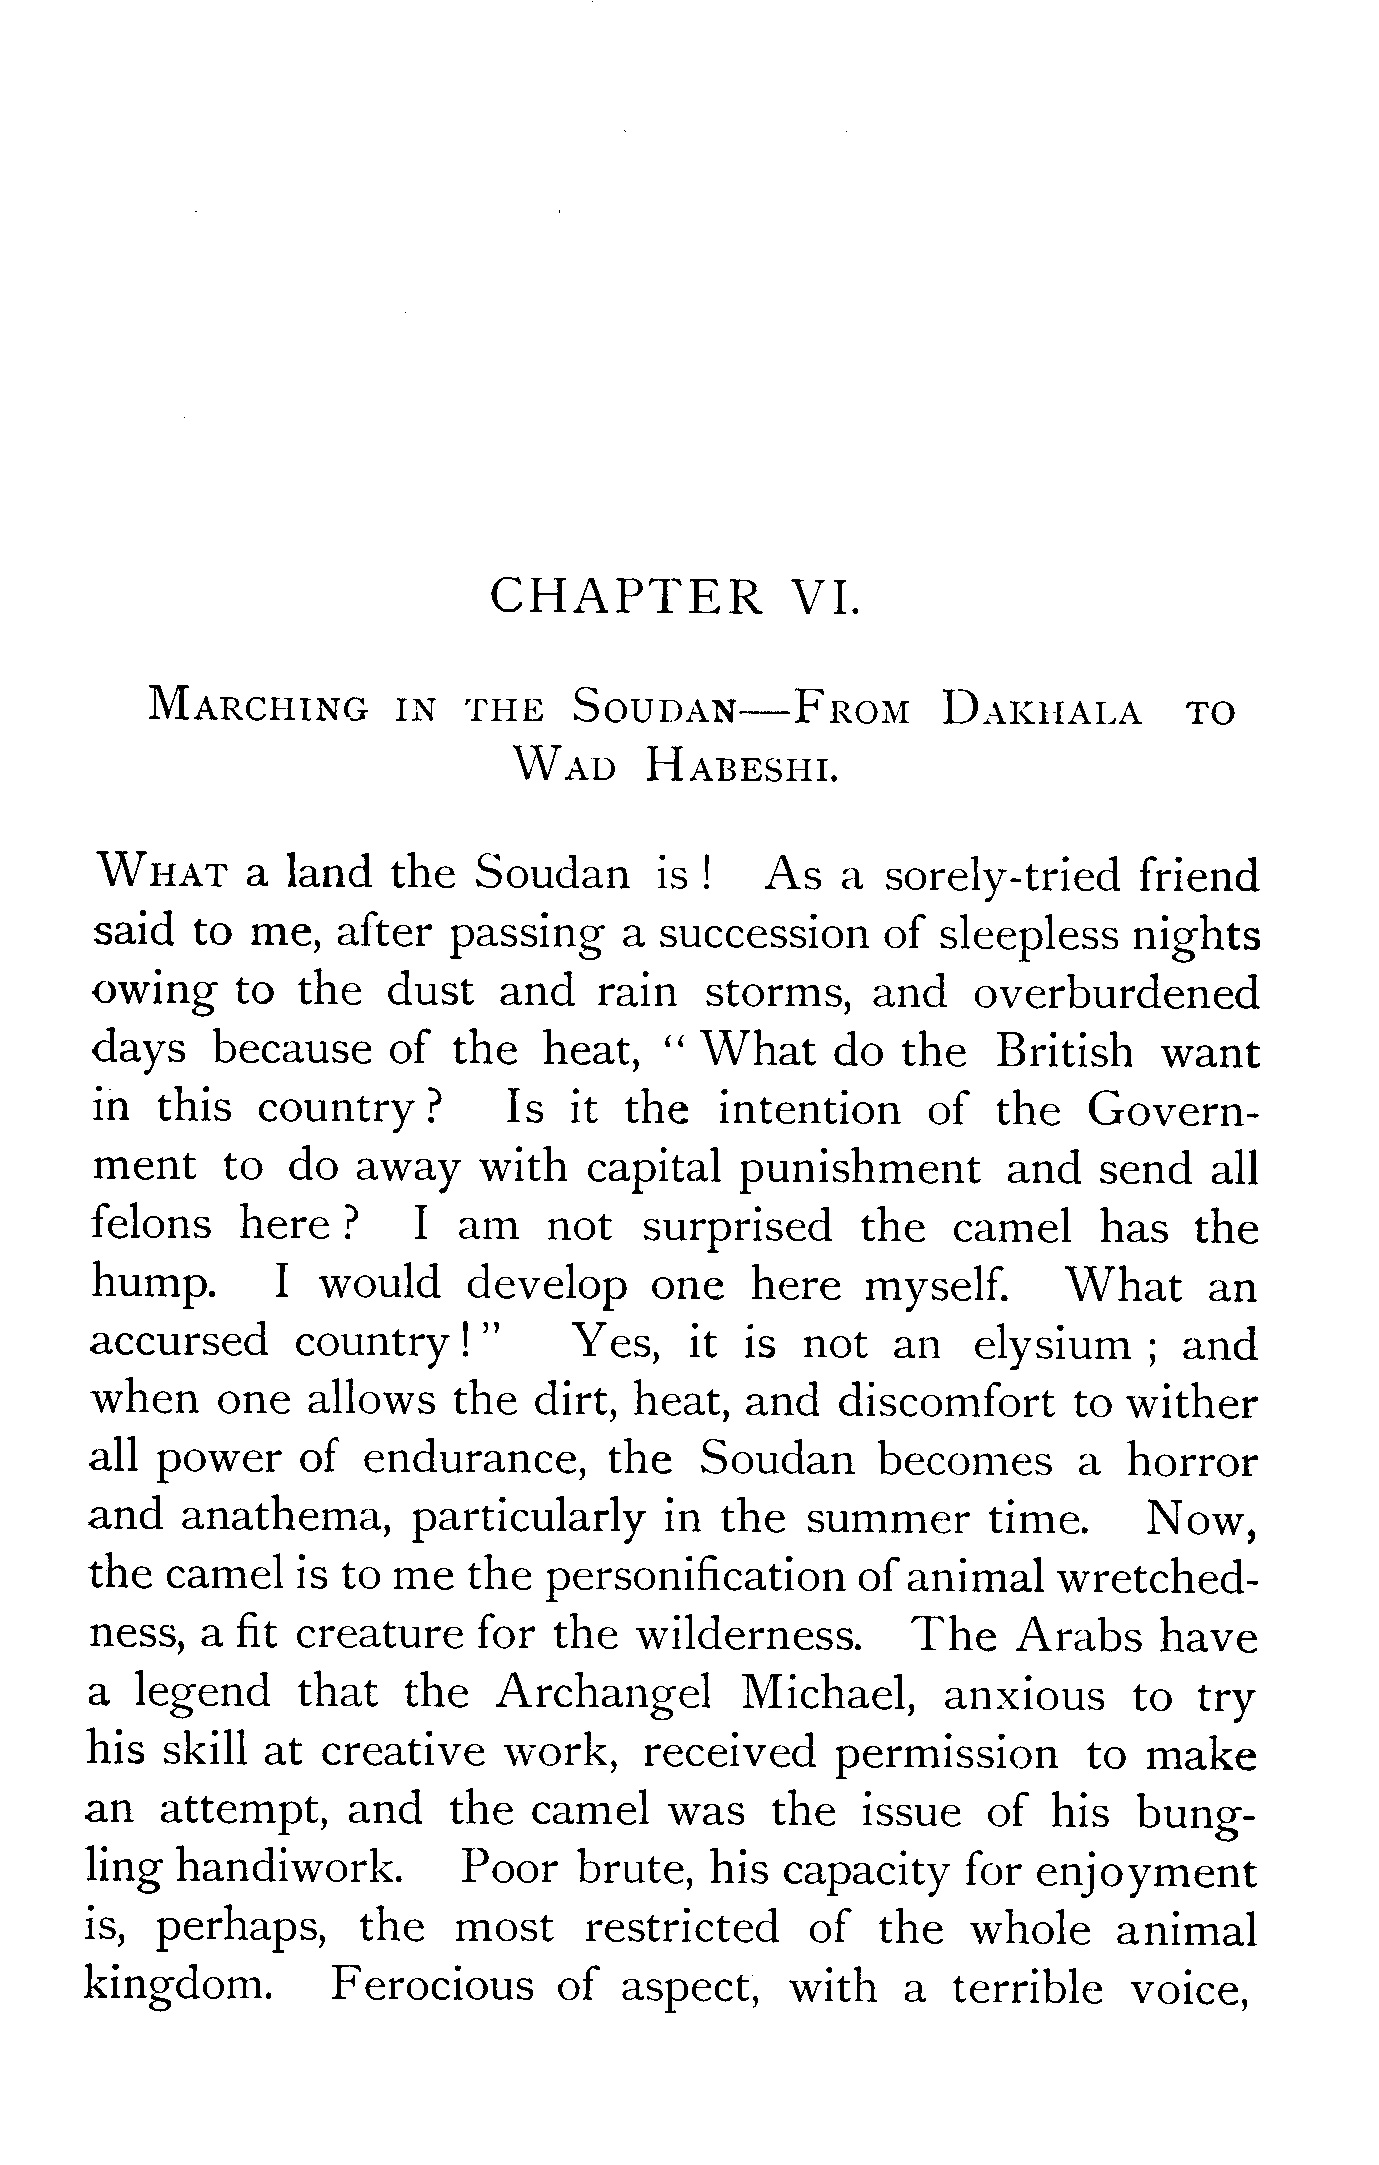 CHAPTER VI.
Marching in the Soudan—From Dakhala to
Wad Habeshi.
What a land the Soudan is! As a sorely-tried friend
said to me, after passing a succession of sleepless nights
owing to the dust and rain storms, and overburdened
days because of the heat, “What do the British want
in this country? Is it the intention of the Govern-
ment to do away with capital punishment and send all
felons here? I am not surprised the camel has the
hump. I would develop one here myself. What an
accursed country!” Yes, it is not an elysium; and
when one allows the dirt, heat, and discomfort to wither
all power of endurance, the Soudan becomes a horror
and anathema, particularly in the summer time. Now,
the camel is to me the personification of animal wretched-
ness, a fit creature for the wilderness. The Arabs have
a legend that the Archangel Michael, anxious to try
his skill at creative work, received permission to make
an attempt, and the camel was the issue of his bung-
ling handiwork. Poor brute, his capacity for enjoyment
is, perhaps, the most restricted of the whole animal
kingdom. Ferocious of aspect, with a terrible voice,